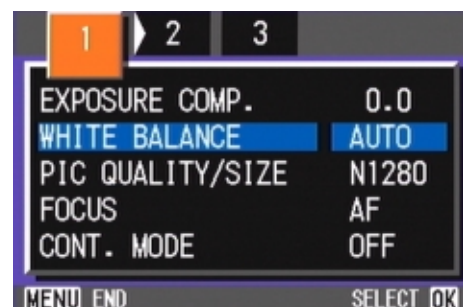 1 2 3
EXPOSURE COMP. 0.0
WHITE BALANCE AUTO
PIC QUALITY/SIZE N1280
FOCUS AF
CONT. MODE OFF
MENU END SELECT OK